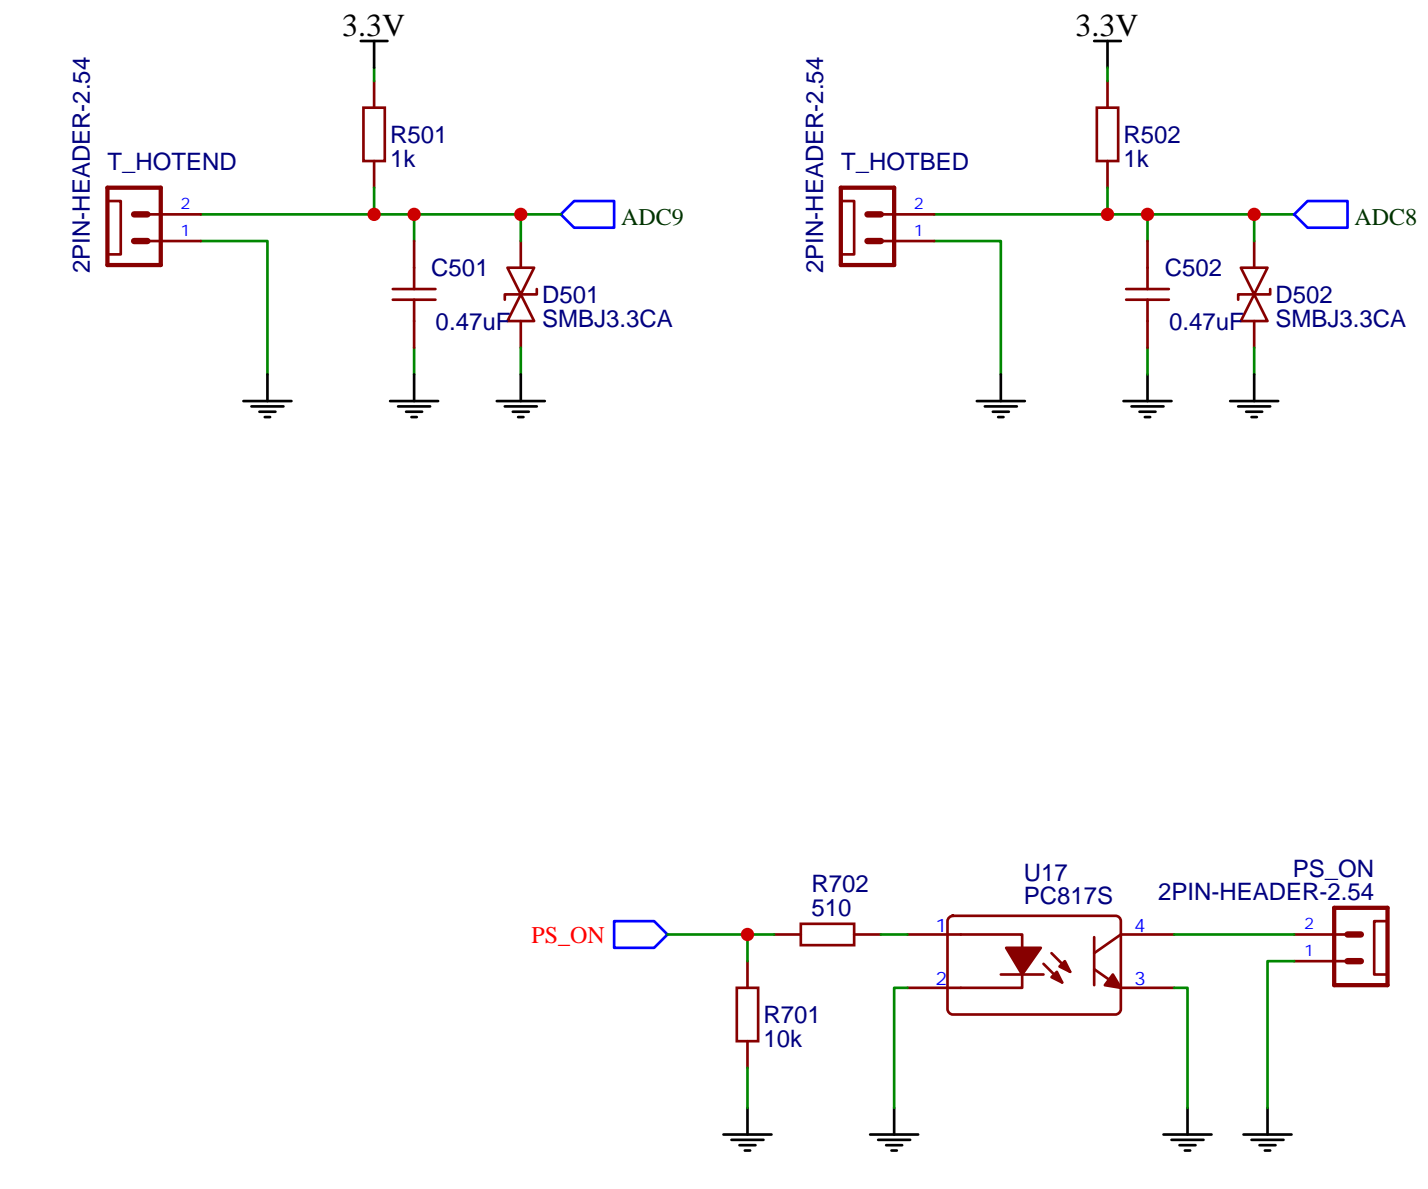 3.3V
2PIN-HEADER-2.54
T_HOTEND
R501
1k
2
1
ADC9
C501
0.47uF
D501
SMBJ3.3CA
3.3V
2PIN-HEADER-2.54
T_HOTBED
R502
1k
2
1
ADC8
C502
0.47uF
D502
SMBJ3.3CA
PS_ON
R702
510
R701
10k
U17
PC817S
1
2
4
3
PS_ON
2PIN-HEADER-2.54
2
1